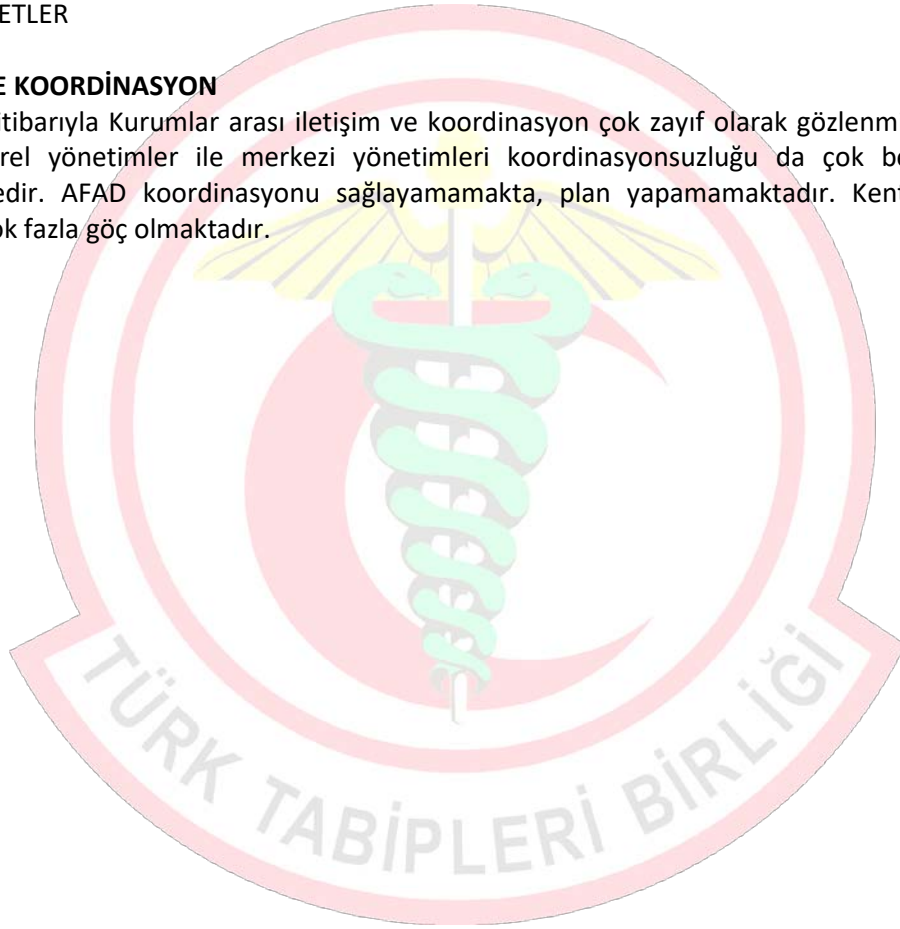 ETLER
E KOORDİNASYON
itibarıyla Kurumlar arası iletişim ve koordinasyon çok zayıf olarak gözlenm
rel yönetimler ile merkezi yönetimleri koordinasyonsuzluğu da çok be
edir. AFAD koordinasyonu sağlayamamakta, plan yapamamaktadır. Kent
ok fazla göç olmaktadır.
TÜRK TABİPLERİ BİRLİĞİ